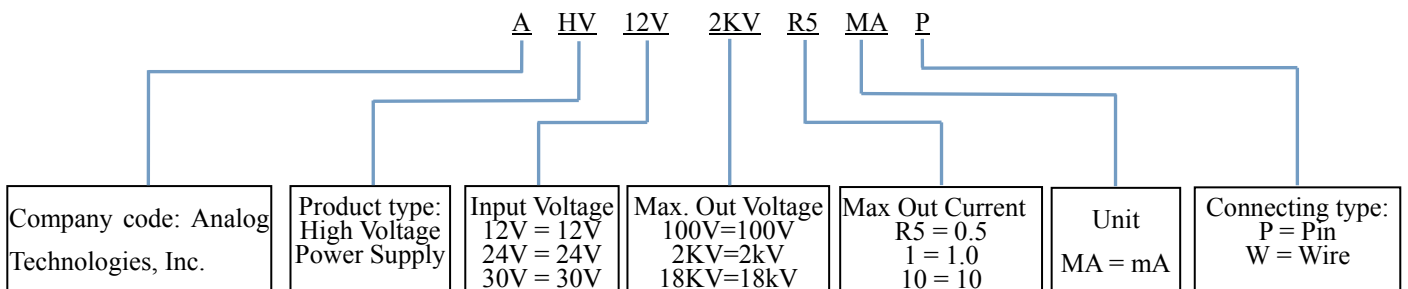 A HV 12V 2KV R5 MA P
Company code: Analog
Technologies, Inc.
Product type:
High Voltage
Power Supply
Input Voltage
12V = 12V
24V = 24V
30V = 30V
Max. Out Voltage
100V=100V
2KV=2kV
18KV=18kV
Max Out Current
R5 = 0.5
1 = 1.0
10 = 10
Unit
MA = mA
Connecting type:
P = Pin
W = Wire